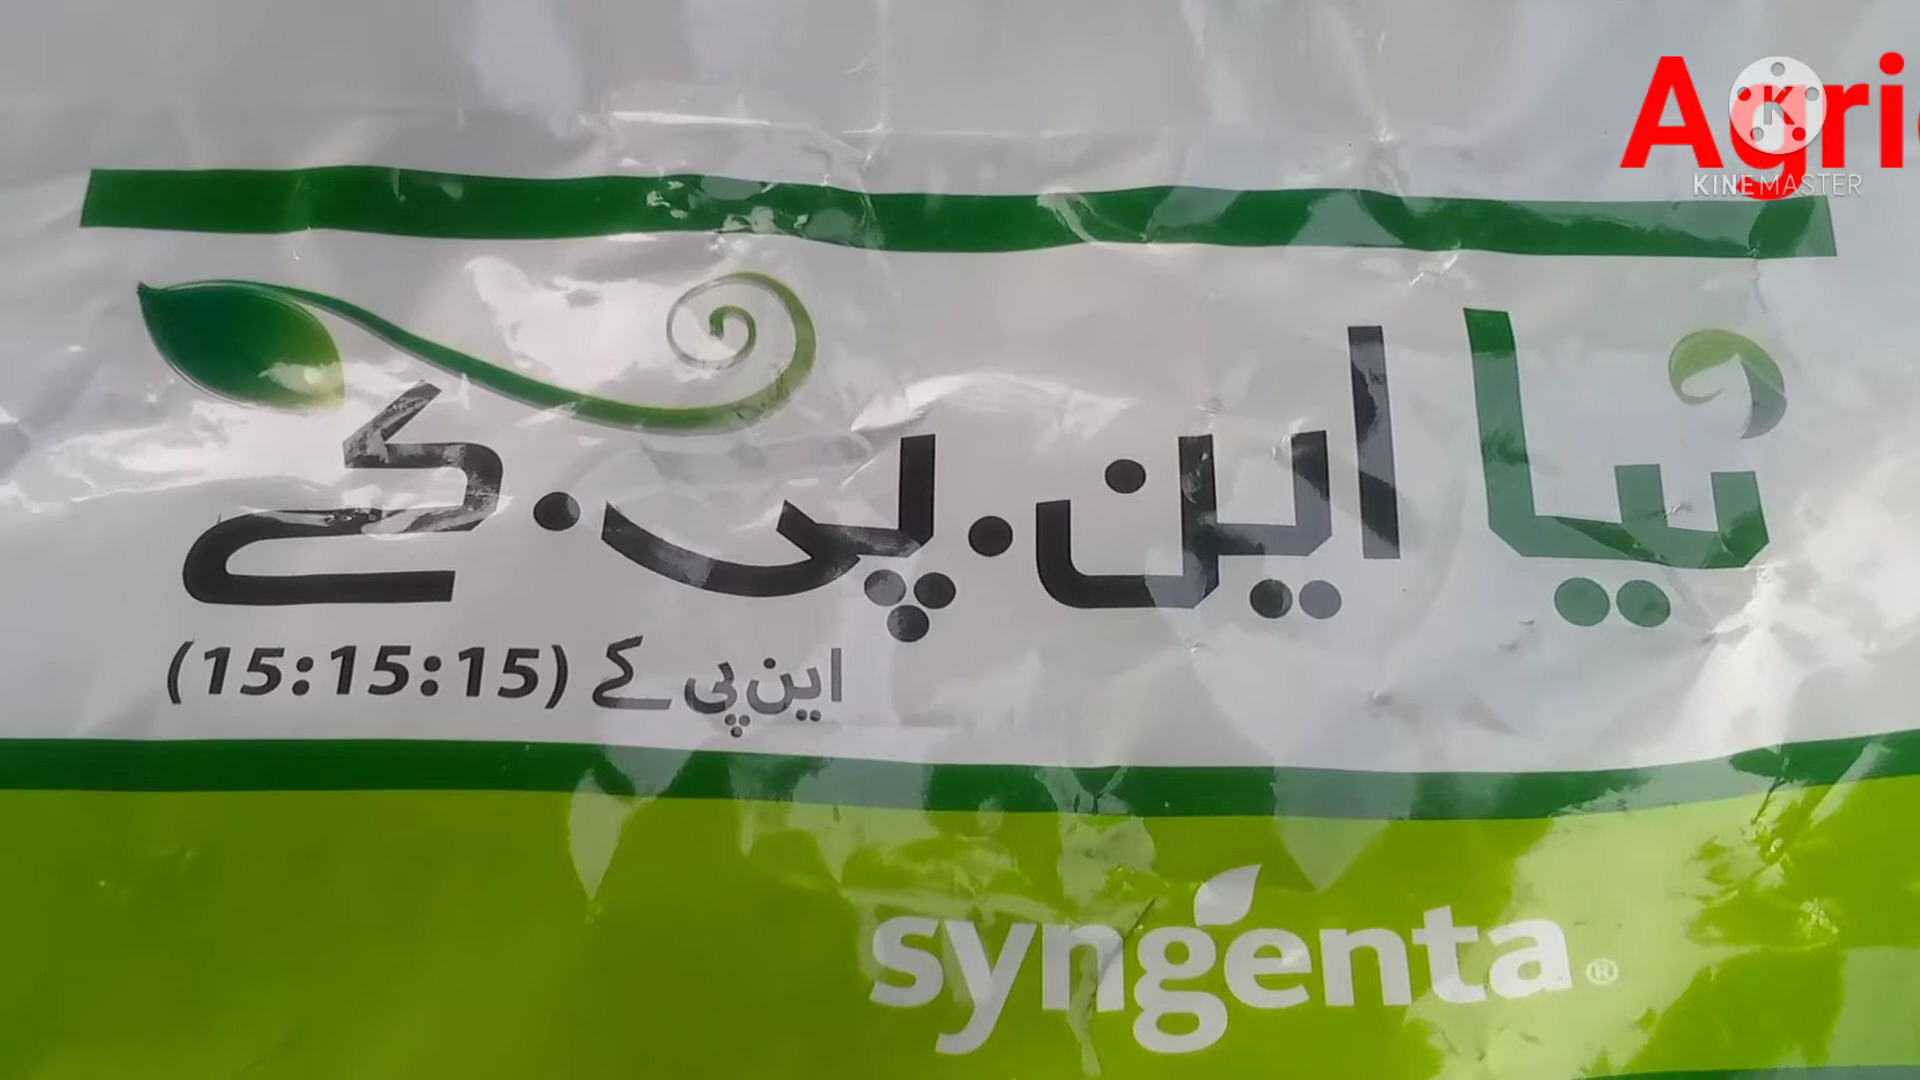 Agri
KINEMASTER
نیا این.پی.کے
این پی کے (15:15:15)
syngenta®